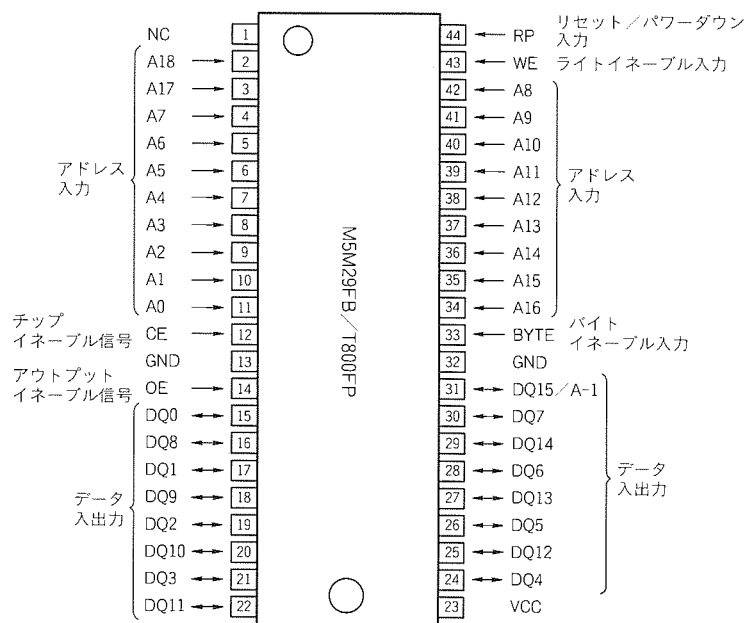 NC 1
A18 2
A17 3
A7 4
A6 5
A5 6
A4 7
A3 8
A2 9
A1 10
A0 11
アドレス
入力
チップ
イネーブル信号
CE 12
GND 13
アウトプット
イネーブル信号
OE 14
DQ0 15
DQ8 16
DQ1 17
DQ9 18
DQ2 19
DQ10 20
DQ3 21
DQ11 22
データ
入出力
M5M29FB/T800FP
44 RP
リセット/パワーダウン
入力
43 WE ライトイネーブル入力
42 A8
41 A9
40 A10
39 A11
38 A12
37 A13
36 A14
35 A15
34 A16
アドレス
入力
33 BYTE
バイト
イネーブル入力
32 GND
31 DQ15/A-1
30 DQ7
29 DQ14
28 DQ6
27 DQ13
26 DQ5
25 DQ12
24 DQ4
データ
入出力
23 VCC